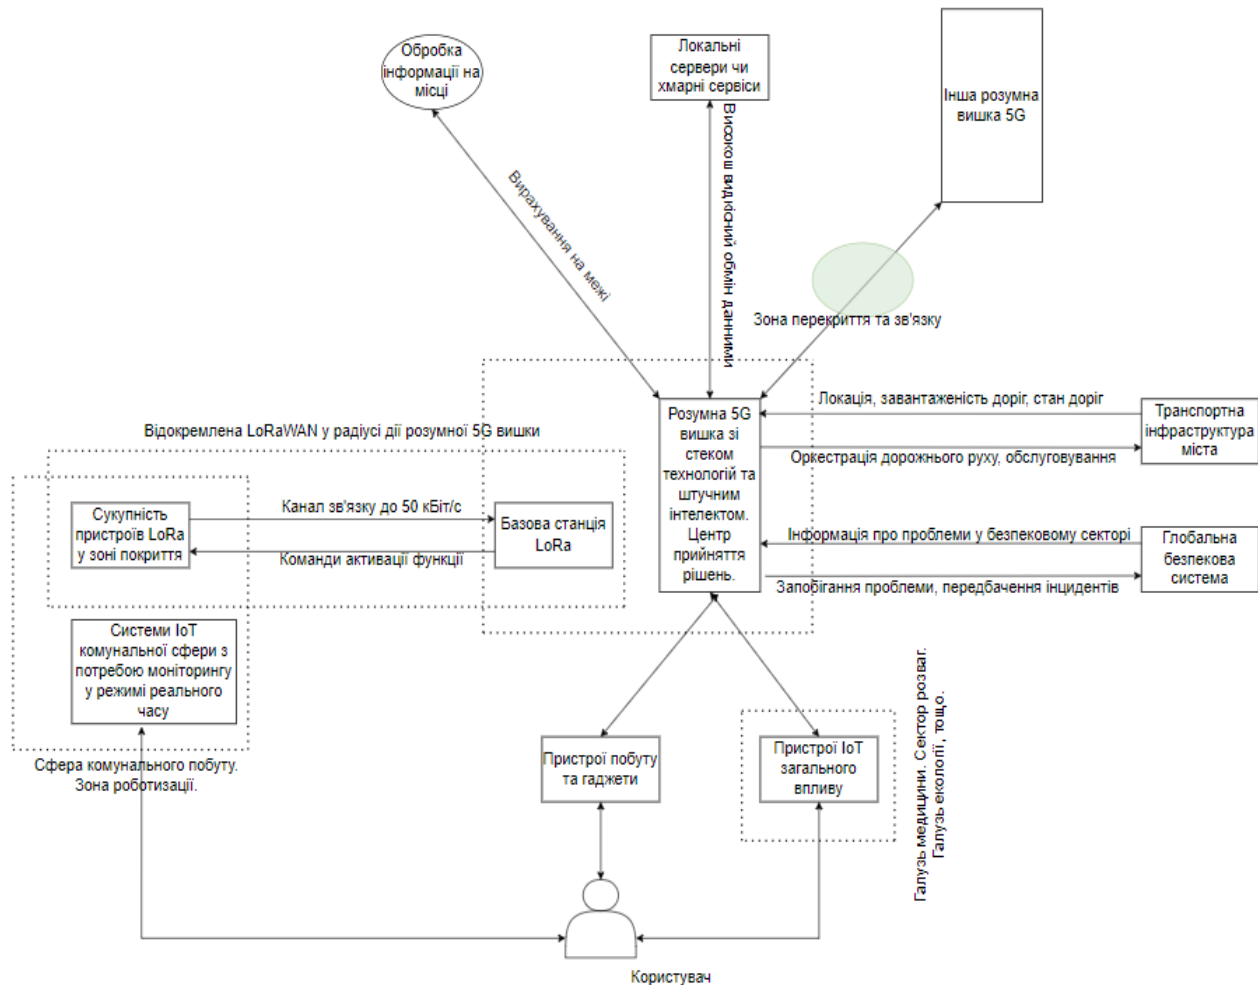 Обробка
інформації на
місці
Локальні
сервери чи
хмарні сервіси
Інша розумна
вишка 5G
Вирахування на межі
Високош видкісний обмін данними
Зона перекриття та зв'язку
Розумна 5G
вишка зі
стеком
технологій та
штучним
інтелектом.
Центр
прийняття
рішень.
Локація, завантаженість доріг, стан доріг
Оркестрація дорожнього руху, обслуговування
Транспортна
інфраструктура
міста
Інформація про проблеми у безпековому секторі
Запобігання проблеми, передбачення інцидентів
Глобальна
безпекова
система
Відокремлена LoRaWAN у радіусі дії розумної 5G вишки
Сукупність
пристроїв LoRa
у зоні покриття
Канал зв'язку до 50 кБіт/с
Команди активації функції
Базова станція
LoRa
Системи IoT
комунальної сфери з
потребою моніторингу
у режимі реального
часу
Сфера комунального побуту.
Зона роботизації.
Пристрої побуту
та гаджети
Пристрої IoT
загального
впливу
Галузь медицини. Сектор розваг.
Галузь екології, тощо.
Користувач